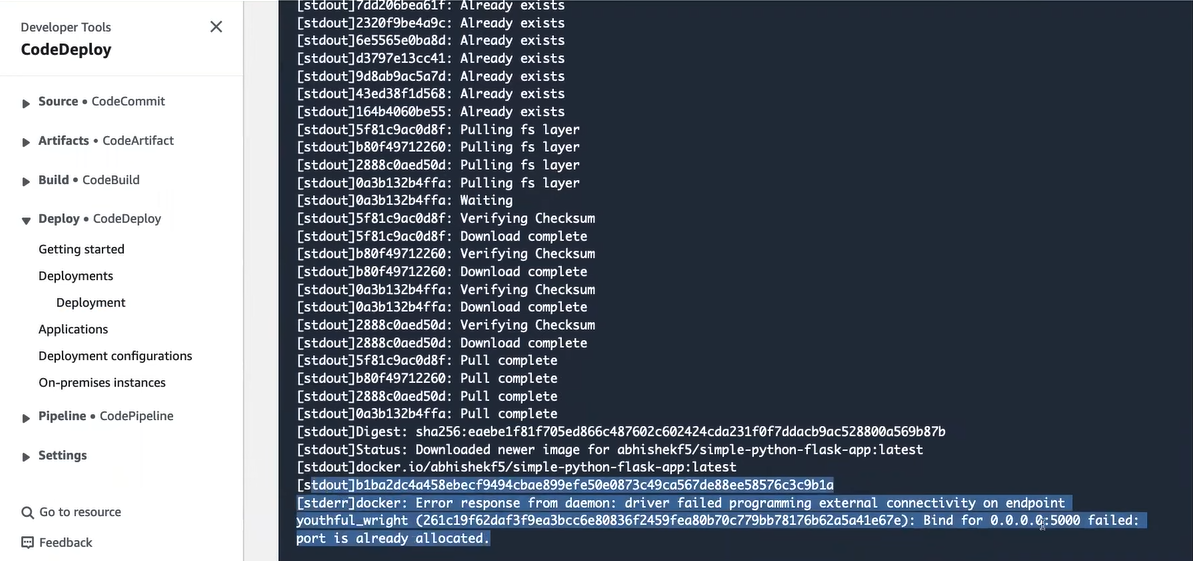 Developer Tools
CodeDeploy
Source • CodeCommit
Artifacts • CodeArtifact
Build • CodeBuild
Deploy • CodeDeploy
Getting started
Deployments
Deployment
Applications
Deployment configurations
On-premises instances
Pipeline • CodePipeline
Settings
Go to resource
Feedback
[stdout]7dd206bea61f: Already exists
[stdout]2320f9be4a9c: Already exists
[stdout]6e5565e0ba8d: Already exists
[stdout]d3797e13cc41: Already exists
[stdout]9d8ab9ac5a7d: Already exists
[stdout]43ed38f1d568: Already exists
[stdout]164b4060be55: Already exists
[stdout]5f81c9ac0d8f: Pulling fs layer
[stdout]b80f49712260: Pulling fs layer
[stdout]2888c0aed50d: Pulling fs layer
[stdout]0a3b132b4ffa: Pulling fs layer
[stdout]0a3b132b4ffa: Waiting
[stdout]5f81c9ac0d8f: Verifying Checksum
[stdout]5f81c9ac0d8f: Download complete
[stdout]b80f49712260: Verifying Checksum
[stdout]b80f49712260: Download complete
[stdout]0a3b132b4ffa: Verifying Checksum
[stdout]0a3b132b4ffa: Download complete
[stdout]2888c0aed50d: Verifying Checksum
[stdout]2888c0aed50d: Download complete
[stdout]5f81c9ac0d8f: Pull complete
[stdout]b80f49712260: Pull complete
[stdout]2888c0aed50d: Pull complete
[stdout]0a3b132b4ffa: Pull complete
[stdout]Digest: sha256:eaebe1f81f705ed866c487602c602424cda231f0f7ddacb9ac528800a569b87b
[stdout]Status: Downloaded newer image for abhishekf5/simple-python-flask-app:latest
[stdout]docker.io/abhishekf5/simple-python-flask-app:latest
[stdout]b1ba2dc4a458ebecf9494cbae899efe50e0873c49ca567de88ee58576c3c9b1a
[stderr]docker: Error response from daemon: driver failed programming external connectivity on endpoint
youthful_wright (261c19f62daf3f9ea3bcc6e80836f2459fea80b70c779bb78176b62a5a41e67e): Bind for 0.0.0.0:5000 failed:
port is already allocated.